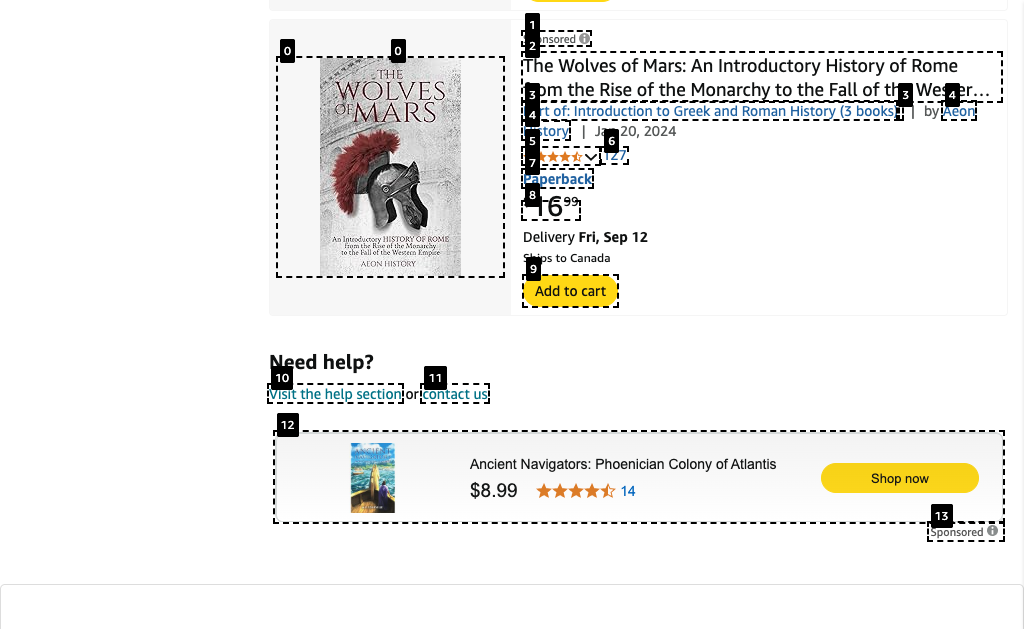 0
0
THE
WOLVES
OF MARS
An Introductory HISTORY OF ROME
from the Rise of the Monarchy
to the Fall of the Western Empire
AEON HISTORY
1
Sponsored
2
The Wolves of Mars: An Introductory History of Rome
from the Rise of the Monarchy to the Fall of the Wester…
3
3
4
Part of: Introduction to Greek and Roman History (3 books) | by Aeon
4
History | Jan 20, 2024
5
6
127
7
Paperback
8
16 99
Delivery Fri, Sep 12
Ships to Canada
9
Add to cart
Need help?
10
11
Visit the help section or contact us
12
Ancient Navigators: Phoenician Colony of Atlantis
$8.99
14
Shop now
13
Sponsored